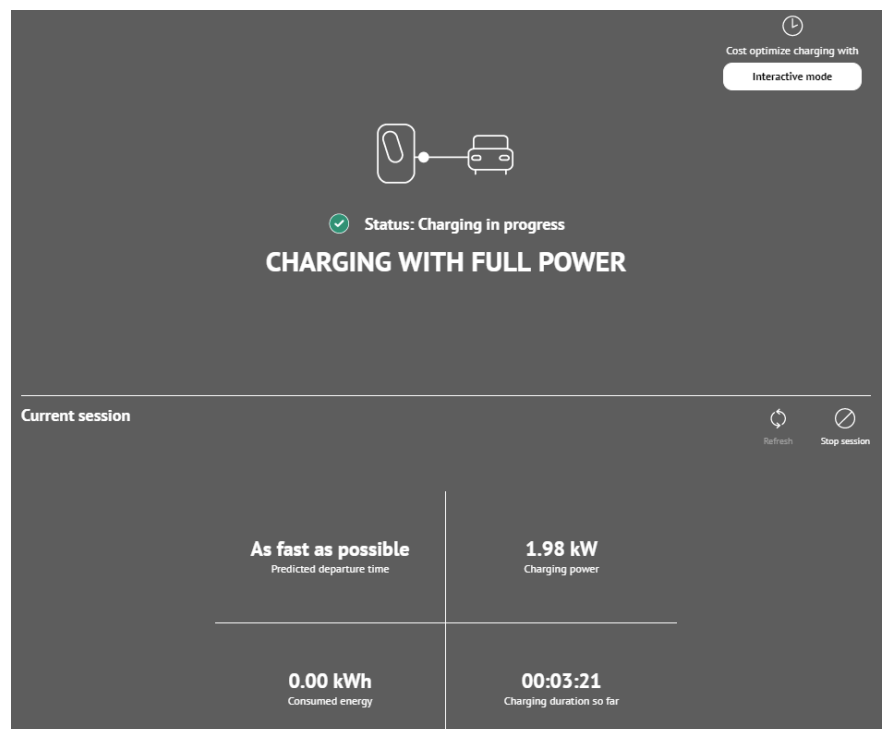 Cost optimize charging with
Interactive mode
Status: Charging in progress
CHARGING WITH FULL POWER
Current session
Refresh
Stop session
As fast as possible
Predicted departure time
1.98 kW
Charging power
0.00 kWh
Consumed energy
00:03:21
Charging duration so far